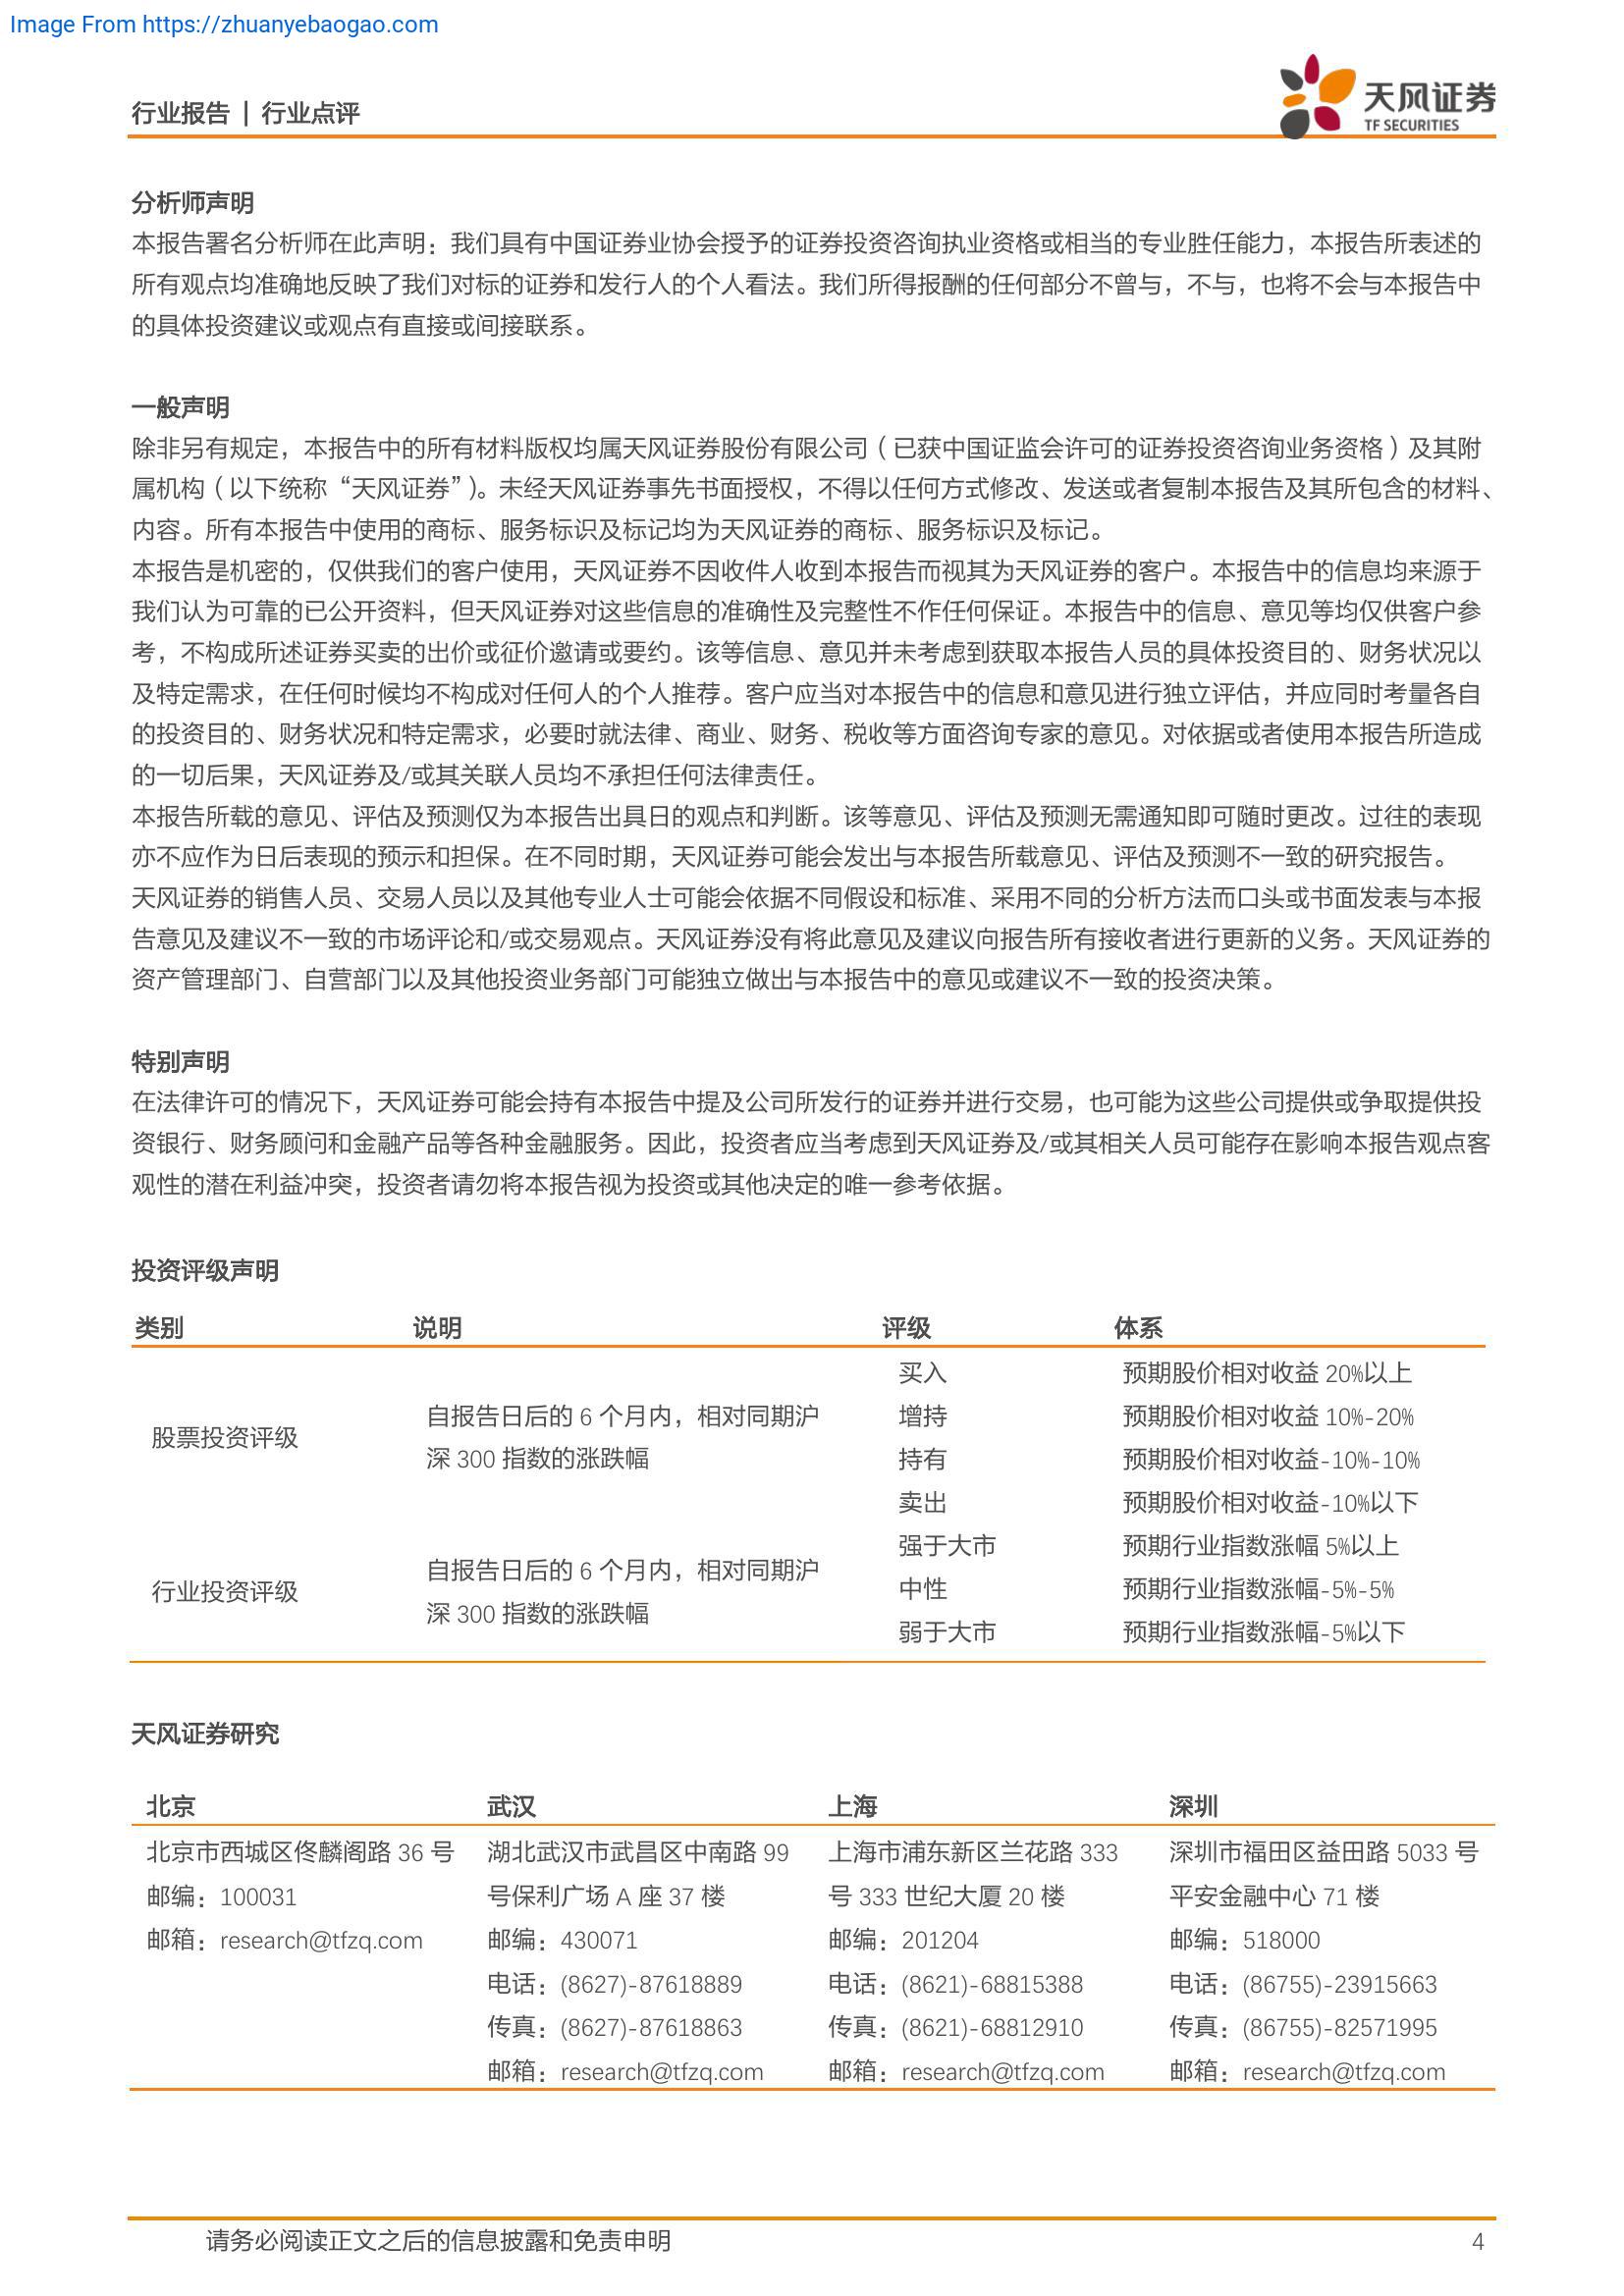 Image From https://zhuanyebaogao.com
行业报告 | 行业点评
天风证券
TF SECURITIES
分析师声明
本报告署名分析师在此声明：我们具有中国证券业协会授予的证券投资咨询执业资格或相当的专业胜任能力，本报告所表述的
所有观点均准确地反映了我们对标的证券和发行人的个人看法。我们所得报酬的任何部分不曾与，不与，也将不会与本报告中
的具体投资建议或观点有直接或间接联系。
一般声明
除非另有规定，本报告中的所有材料版权均属天风证券股份有限公司（已获中国证监会许可的证券投资咨询业务资格）及其附
属机构（以下统称“天风证券”）。未经天风证券事先书面授权，不得以任何方式修改、发送或者复制本报告及其所包含的材料、
内容。所有本报告中使用的商标、服务标识及标记均为天风证券的商标、服务标识及标记。
本报告是机密的，仅供我们的客户使用，天风证券不因收件人收到本报告而视其为天风证券的客户。本报告中的信息均来源于
我们认为可靠的已公开资料，但天风证券对这些信息的准确性及完整性不作任何保证。本报告中的信息、意见等均仅供客户参
考，不构成所述证券买卖的出价或征价邀请或要约。该等信息、意见并未考虑到获取本报告人员的具体投资目的、财务状况以
及特定需求，在任何时候均不构成对任何人的个人推荐。客户应当对本报告中的信息和意见进行独立评估，并应同时考量各自
的投资目的、财务状况和特定需求，必要时就法律、商业、财务、税收等方面咨询专家的意见。对依据或者使用本报告所造成
的一切后果，天风证券及/或其关联人员均不承担任何法律责任。
本报告所载的意见、评估及预测仅为本报告出具日的观点和判断。该等意见、评估及预测无需通知即可随时更改。过往的表现
亦不应作为日后表现的预示和担保。在不同时期，天风证券可能会发出与本报告所载意见、评估及预测不一致的研究报告。
天风证券的销售人员、交易人员以及其他专业人士可能会依据不同假设和标准、采用不同的分析方法而口头或书面发表与本报
告意见及建议不一致的市场评论和/或交易观点。天风证券没有将此意见及建议向报告所有接收者进行更新的义务。天风证券的
资产管理部门、自营部门以及其他投资业务部门可能独立做出与本报告中的意见或建议不一致的投资决策。
特别声明
在法律许可的情况下，天风证券可能会持有本报告中提及公司所发行的证券并进行交易，也可能为这些公司提供或争取提供投
资银行、财务顾问和金融产品等各种金融服务。因此，投资者应当考虑到天风证券及/或其相关人员可能存在影响本报告观点客
观性的潜在利益冲突，投资者请勿将本报告视为投资或其他决定的唯一参考依据。
投资评级声明
类别 说明 评级 体系
股票投资评级
自报告日后的 6 个月内，相对同期沪
深 300 指数的涨跌幅
买入 预期股价相对收益 20%以上
增持 预期股价相对收益 10%-20%
持有 预期股价相对收益-10%-10%
卖出 预期股价相对收益-10%以下
行业投资评级
自报告日后的 6 个月内，相对同期沪
深 300 指数的涨跌幅
强于大市 预期行业指数涨幅 5%以上
中性 预期行业指数涨幅-5%-5%
弱于大市 预期行业指数涨幅-5%以下
天风证券研究
北京 武汉 上海 深圳
北京市西城区佟麟阁路 36 号 湖北武汉市武昌区中南路 99 上海市浦东新区兰花路 333 深圳市福田区益田路 5033 号
邮编：100031 号保利广场 A 座 37 楼 号 333 世纪大厦 20 楼 平安金融中心 71 楼
邮箱：research@tfzq.com 邮编：430071 邮编：201204 邮编：518000
电话：(8627)-87618889 电话：(8621)-68815388 电话：(86755)-23915663
传真：(8627)-87618863 传真：(8621)-68812910 传真：(86755)-82571995
邮箱：research@tfzq.com 邮箱：research@tfzq.com 邮箱：research@tfzq.com
请务必阅读正文之后的信息披露和免责申明 4